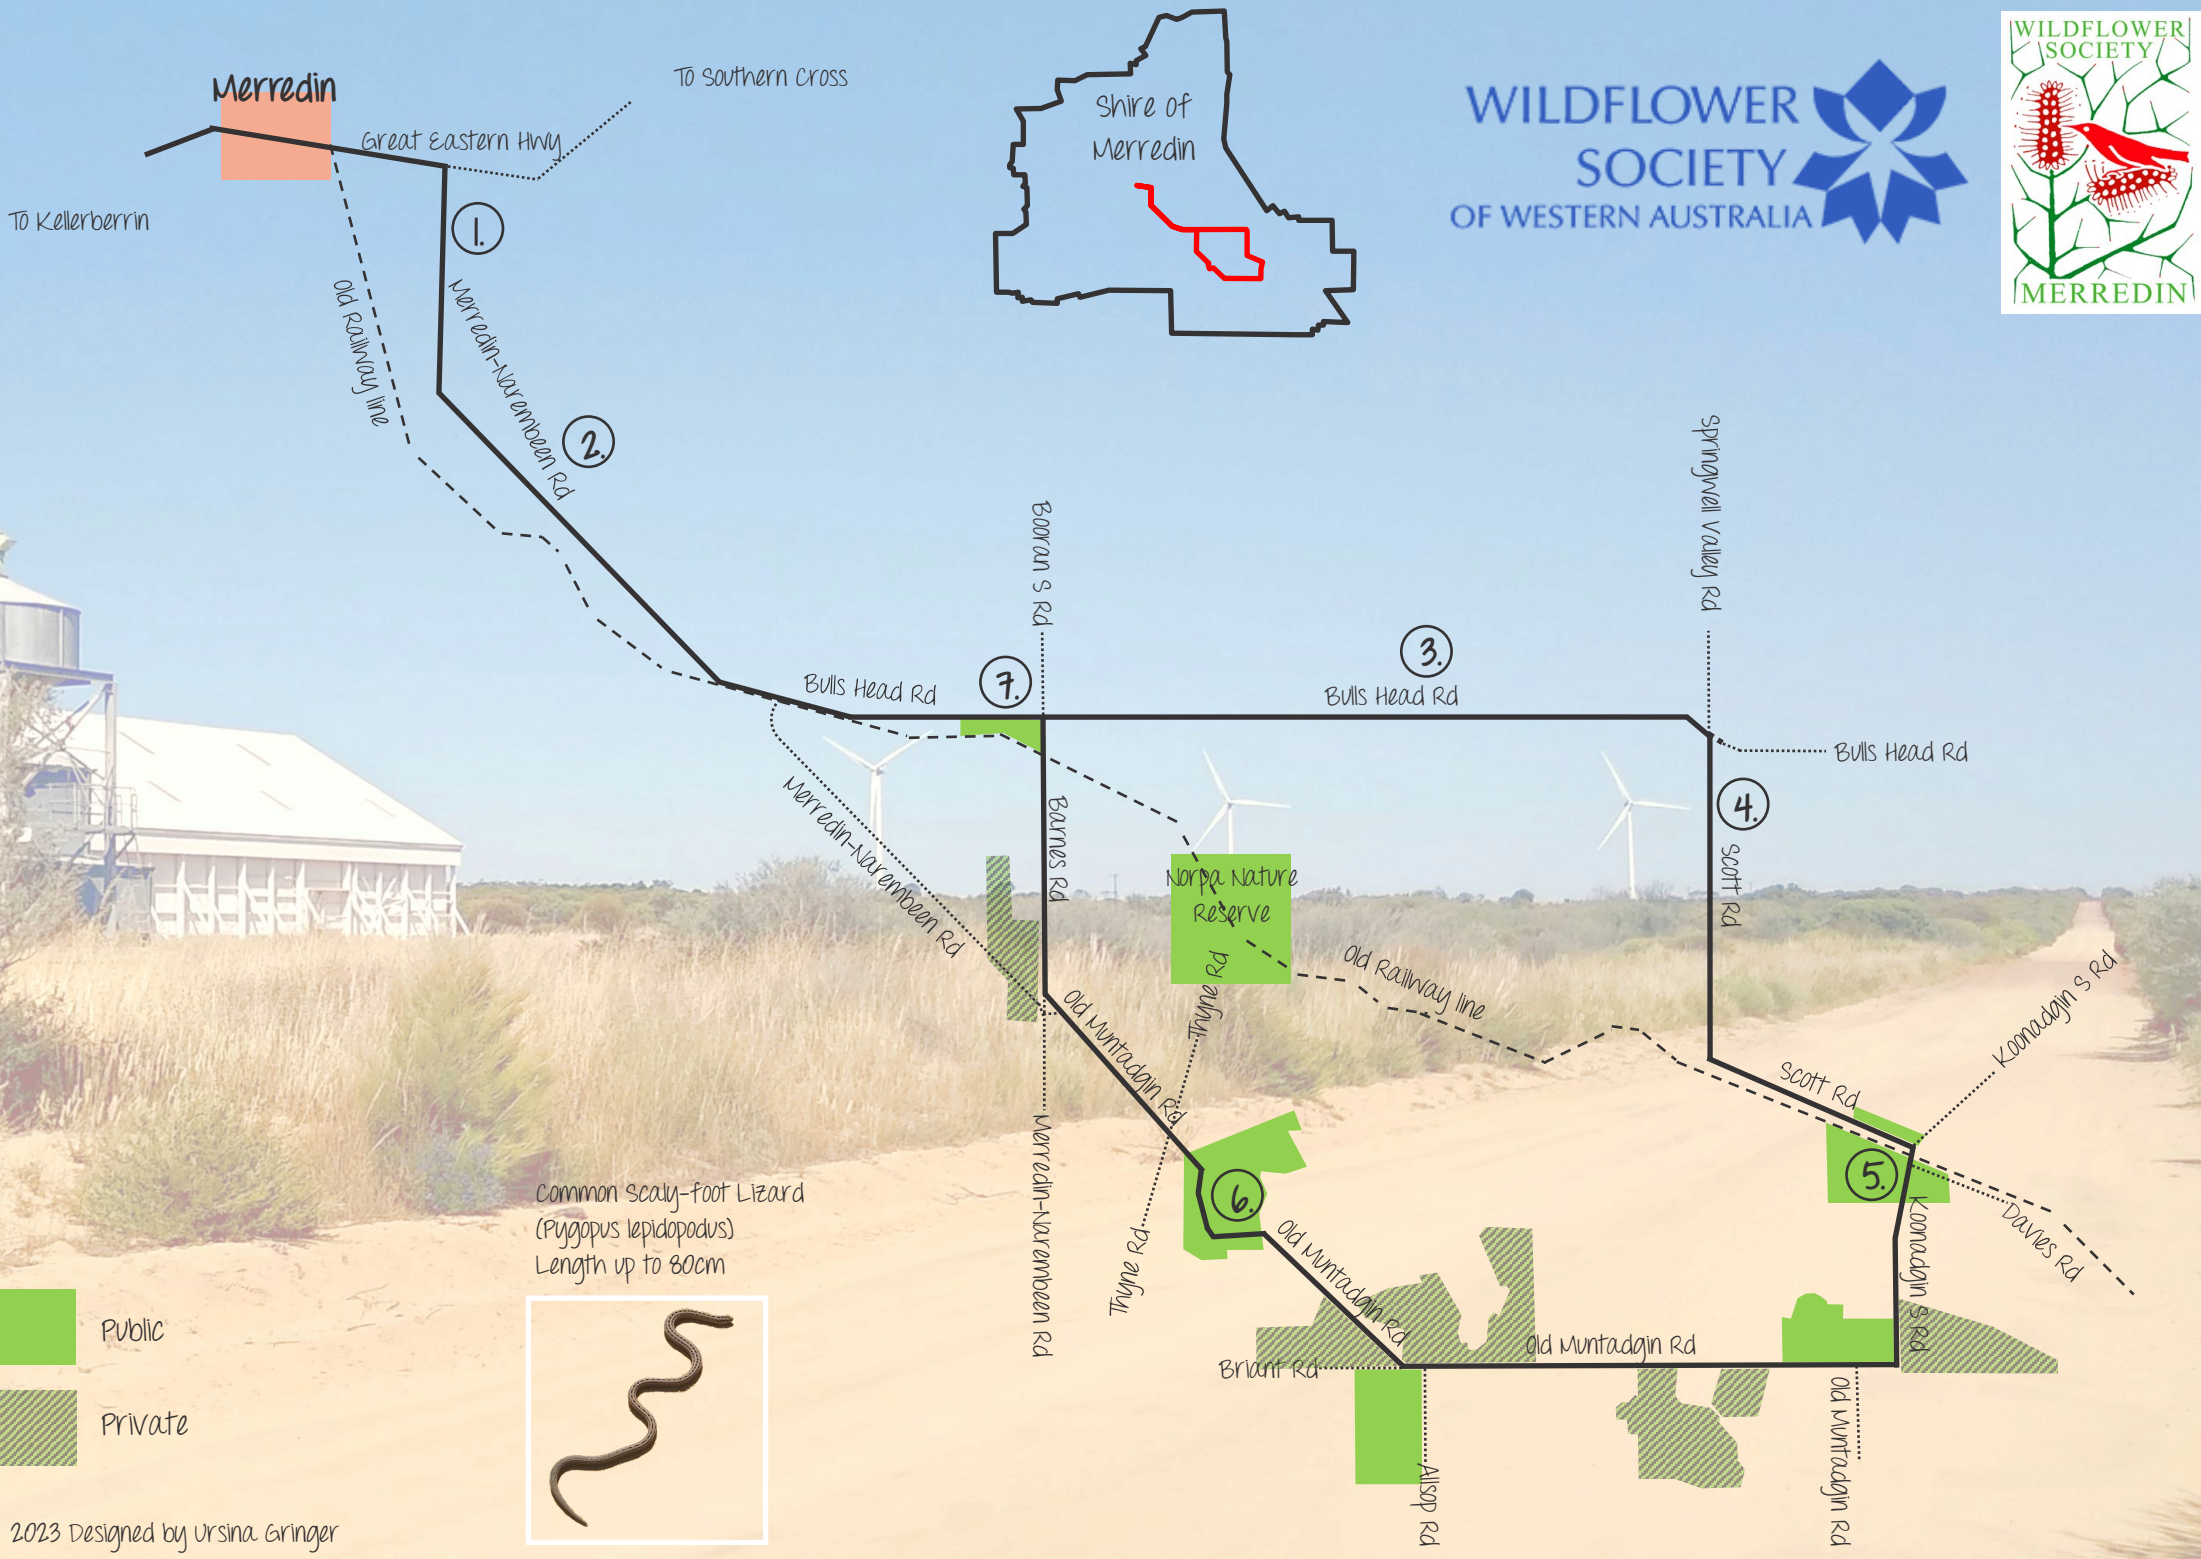 Merredin
To Southern Cross
Great Eastern Hwy
To Kellerberrin
Shire of
Merredin
WILDFLOWER
SOCIETY
OF WESTERN AUSTRALIA
WILDFLOWER
SOCIETY
MERREDIN
1.
Old Railway line
Merredin-Narembeen Rd
2.
Booran S Rd
Springwell Valley Rd
7.
3.
Bulls Head Rd
Bulls Head Rd
Bulls Head Rd
Merredin-Narembeen Rd
Barnes Rd
4.
Scott Rd
Norpa Nature
Reserve
Thyne Rd
Old Railway line
Koonadgin S Rd
Old Muntadgin Rd
Scott Rd
5.
6.
Merredin-Narembeen Rd
Thyne Rd
Old Muntadgin Rd
Koonadgin S Rd
Davies Rd
Common Scaly-foot Lizard
(Pygopus lepidopodus)
Length up to 80cm
Briant Rd
Old Muntadgin Rd
Allsop Rd
Old Muntadgin Rd
Public
Private
2023 Designed by Ursina Gringer